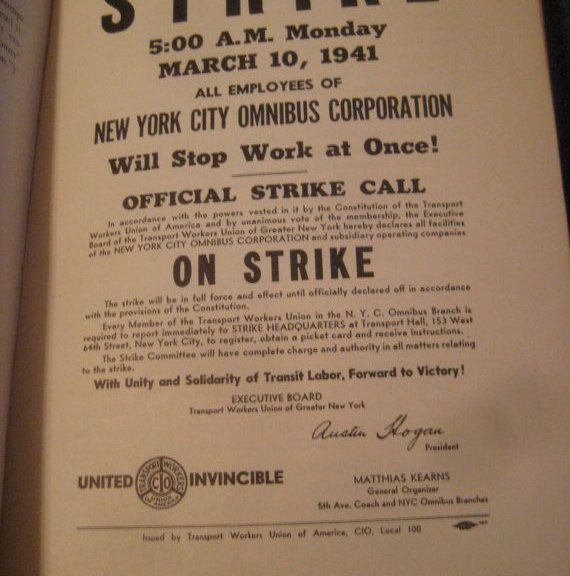 STRIKE
5:00 A.M. Monday
MARCH 10, 1941
ALL EMPLOYEES OF
NEW YORK CITY OMNIBUS CORPORATION
Will Stop Work at Once!
OFFICIAL STRIKE CALL
In accordance with the powers vested in it by the Constitution of the Transport
Workers Union of America and by unanimous vote of the membership, the Executive
Board of the Transport Workers Union of Greater New York hereby declares all facilities
of the NEW YORK CITY OMNIBUS CORPORATION and subsidiary operating companies
ON STRIKE
The strike will be in full force and effect until officially declared off in accordance
with the provisions of the Constitution.
Every Member of the Transport Workers Union in the N. Y. C. Omnibus Branch is
required to report immediately to STRIKE HEADQUARTERS at Transport Hall, 153 West
64th Street, New York City, to register, obtain a picket card and receive instructions.
The Strike Committee will have complete charge and authority in all matters relating
to the strike.
With Unity and Solidarity of Transit Labor, Forward to Victory!
EXECUTIVE BOARD
Transport Workers Union of Greater New York
Austin Hogan
President
UNITED TRANSPORT WORKERS CIO UNION AMERICA INVINCIBLE
MATTHIAS KEARNS
General Organizer
5th Ave. Coach and NYC Omnibus Branches
Issued by Transport Workers Union of America, CIO, Local 100